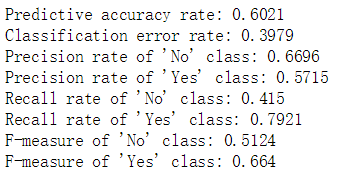 Predictive accuracy rate: 0.6021
Classification error rate: 0.3979
Precision rate of 'No' class: 0.6696
Precision rate of 'Yes' class: 0.5715
Recall rate of 'No' class: 0.415
Recall rate of 'Yes' class: 0.7921
F-measure of 'No' class: 0.5124
F-measure of 'Yes' class: 0.664